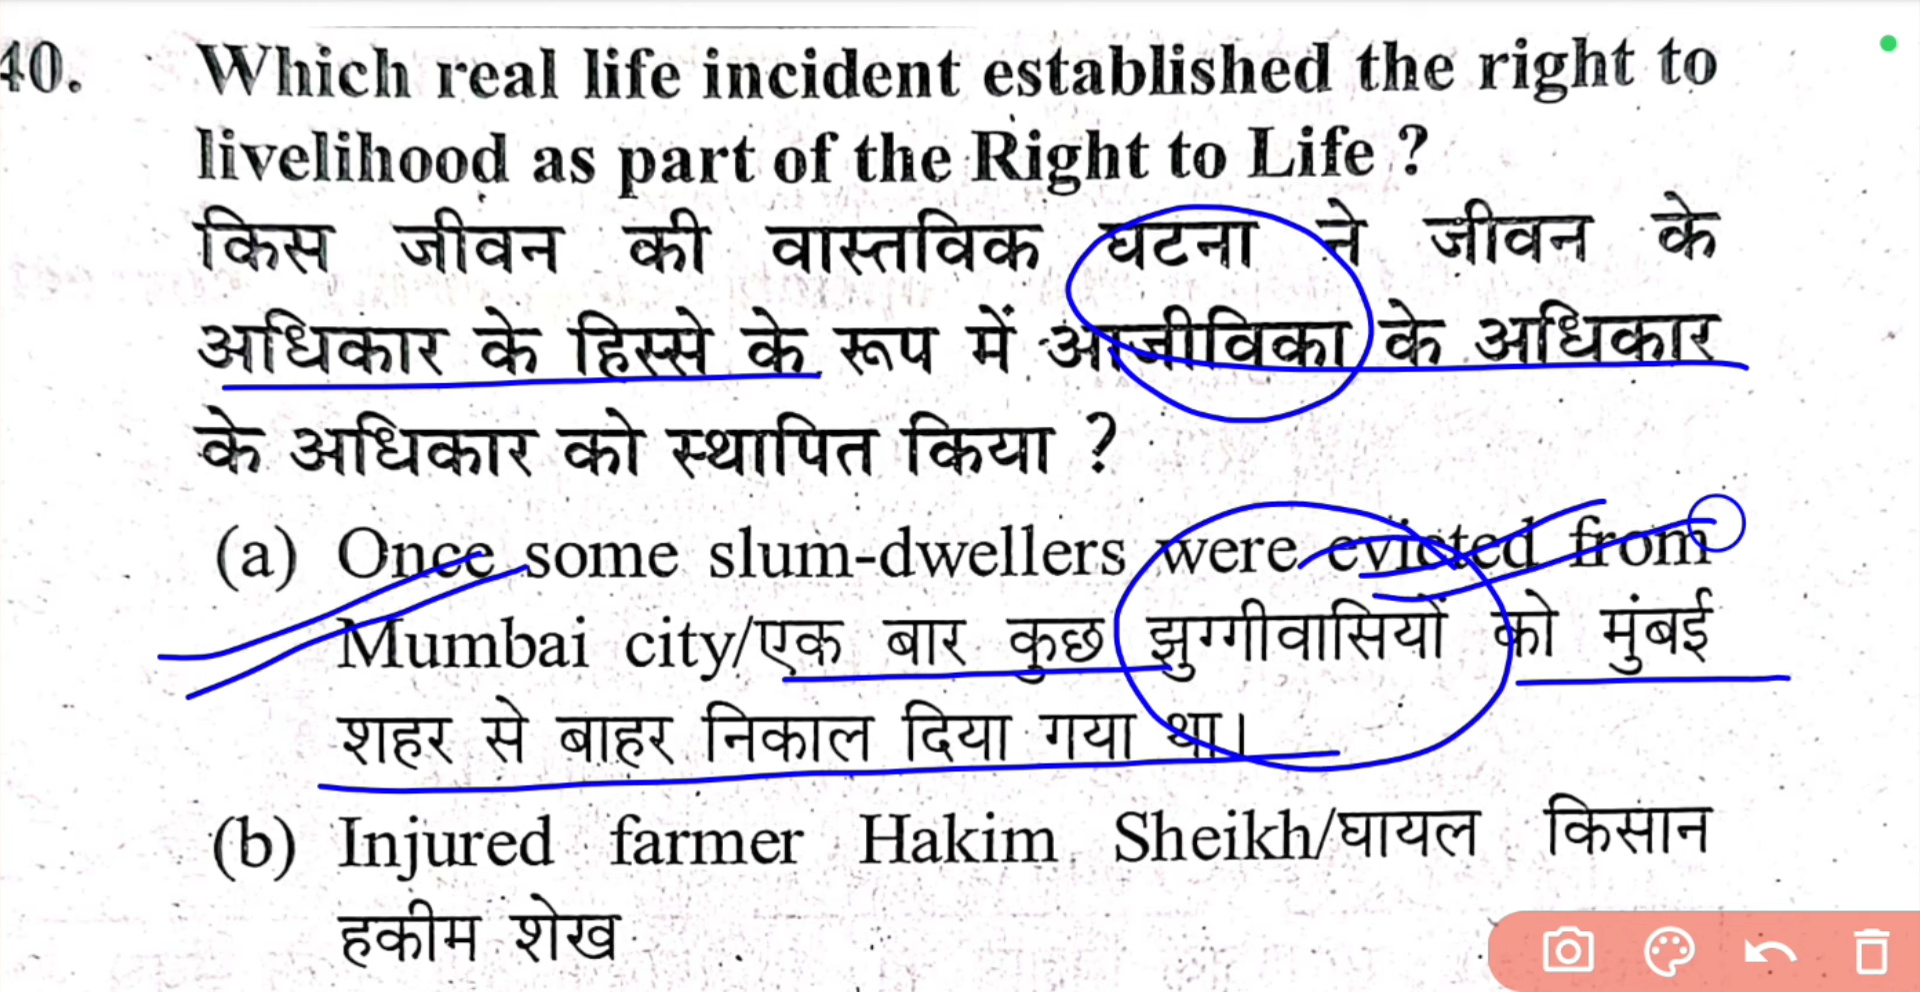 40. Which real life incident established the right to
livelihood as part of the Right to Life ?
किस जीवन की वास्तविक घटना ने जीवन के
अधिकार के हिस्से के रूप में आजीविका के अधिकार
के अधिकार को स्थापित किया ?
(a) Once some slum-dwellers were evicted from
Mumbai city/एक बार कुछ झुग्गीवासियों को मुंबई
शहर से बाहर निकाल दिया गया था।
(b) Injured farmer Hakim Sheikh/घायल किसान
हकीम शेख